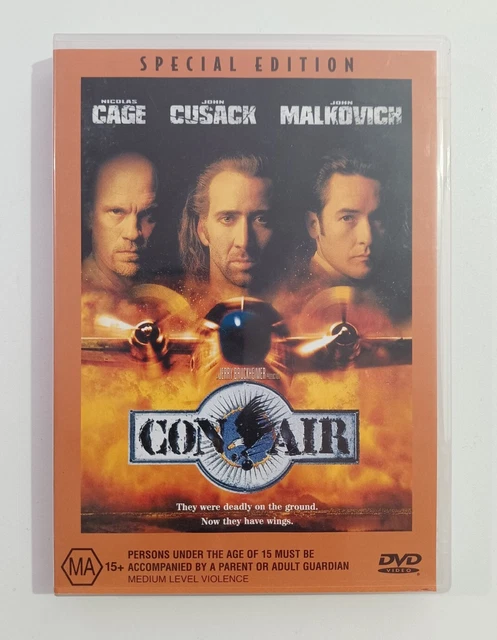 SPECIAL EDITION
NICOLAS CAGE
JOHN CUSACK
JOHN MALKOVICH
JERRY BRUCKHEIMER
CON AIR
They were deadly on the ground.
Now they have wings.
MA 15+
PERSONS UNDER THE AGE OF 15 MUST BE
ACCOMPANIED BY A PARENT OR ADULT GUARDIAN
MEDIUM LEVEL VIOLENCE
DVD
VIDEO